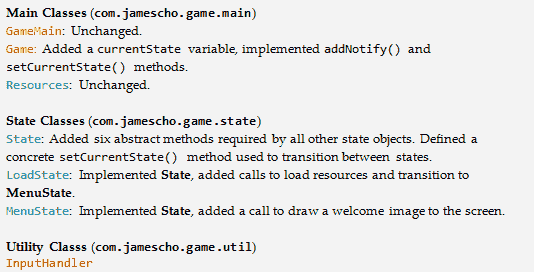 Main Classes (com.jamescho.game.main)
GameMain: Unchanged.
Game: Added a currentState variable, implemented addNotify() and
setCurrentState() methods.
Resources: Unchanged.
State Classes (com.jamescho.game.state)
State: Added six abstract methods required by all other state objects. Defined a
concrete setCurrentState() method used to transition between states.
LoadState: Implemented State, added calls to load resources and transition to
MenuState.
MenuState: Implemented State, added a call to draw a welcome image to the screen.
Utility Classs (com.jamescho.game.util)
InputHandler